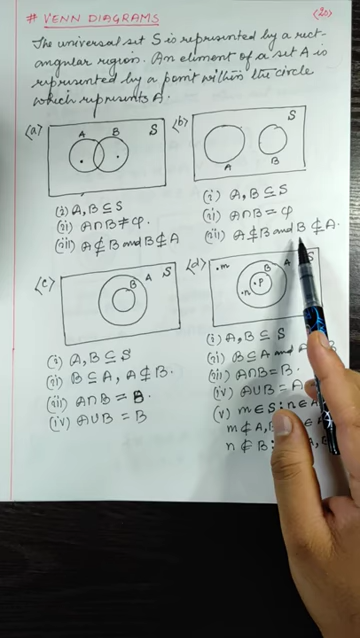 # VENN DIAGRAMS
(20)
The universal set S is represented by a rect-
angular region. An element of a set A is
represented by a point within the circle
which represents A.
<a>
A B S
(i) A, B ⊆ S
(ii) A∩B ≠ φ.
(iii) A ⊈ B and B ⊈ A
<b>
S
A B
(i) A, B ⊆ S
(ii) A∩B = φ
(iii) A ⊈ B and B ⊈ A.
<c>
B A S
(i) A, B ⊆ S
(ii) B ⊆ A, A ⊈ B.
(iii) A∩B = B.
(iv) A∪B = B
<d>
.m B A S
.n .p
(i) A, B ⊆ S
(ii) B ⊆ A and
(iii) A∩B = B.
(iv) A∪B = A
(v) m ∈ S; n ∈ A
m ∉ A, B
n ∉ B;